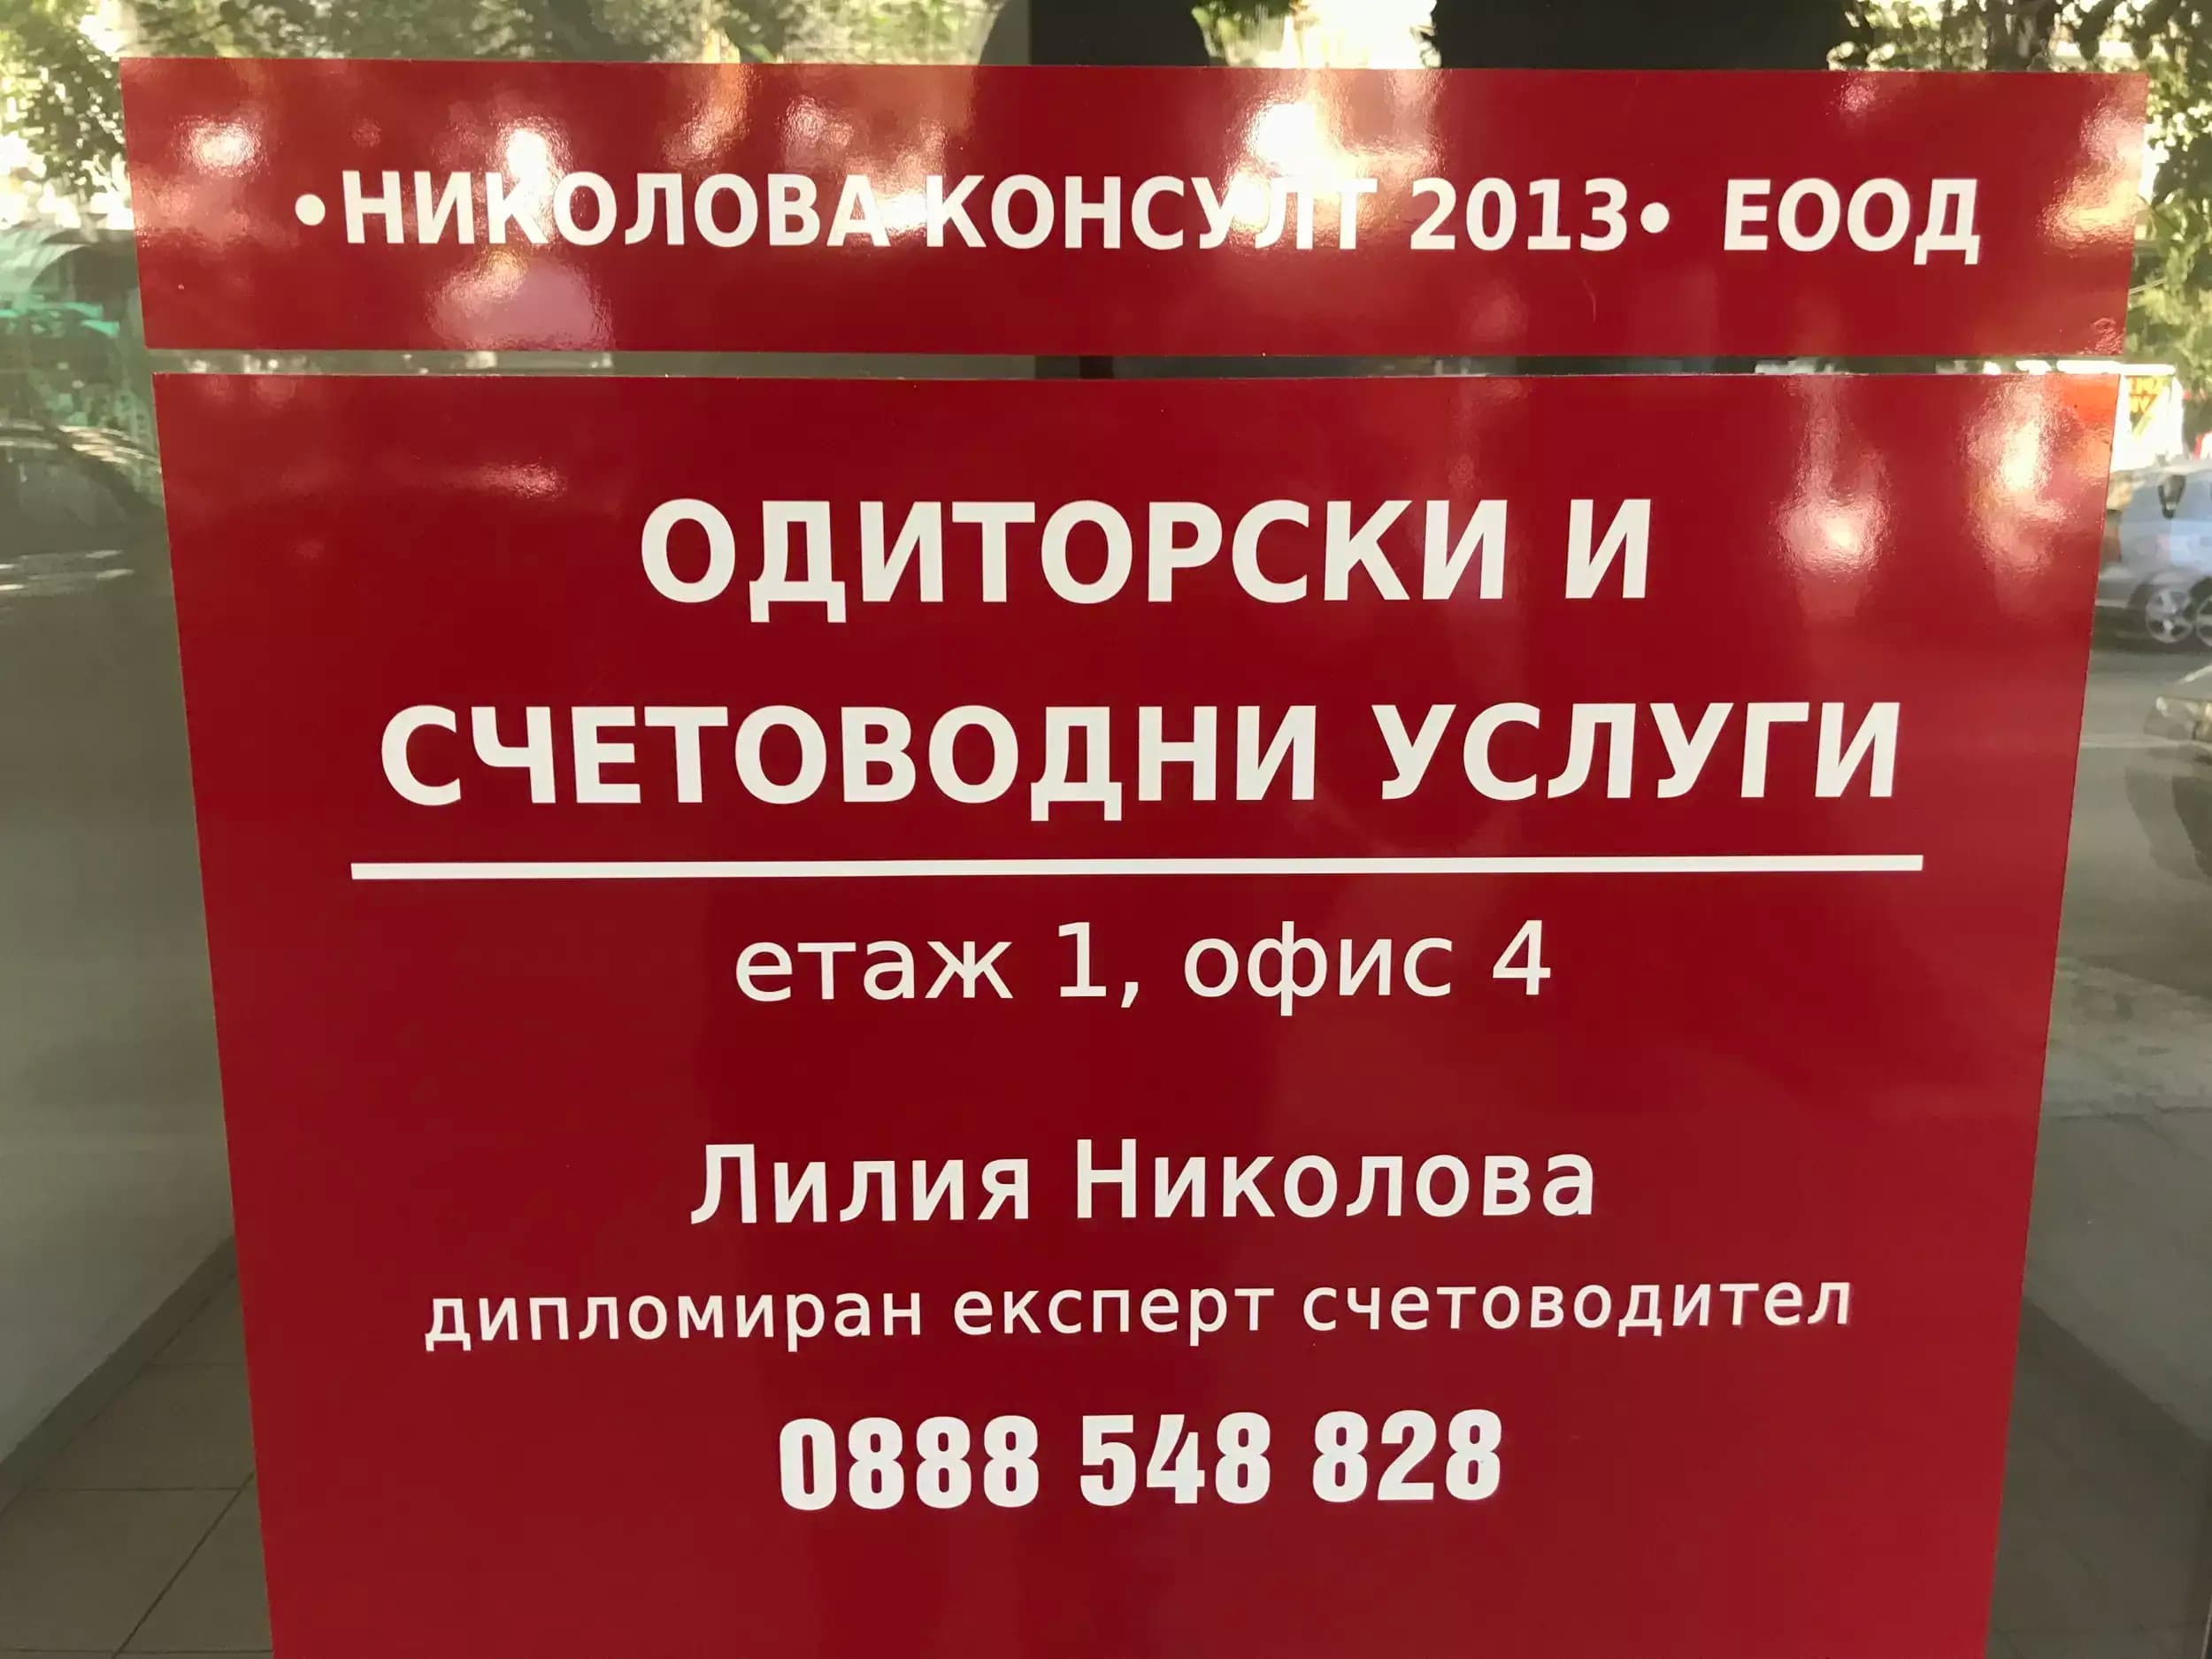 •НИКОЛОВА КОНСУЛТ 2013• ЕООД
ОДИТОРСКИ И
СЧЕТОВОДНИ УСЛУГИ
етаж 1, офис 4
Лилия Николова
дипломиран експерт счетоводител
0888 548 828